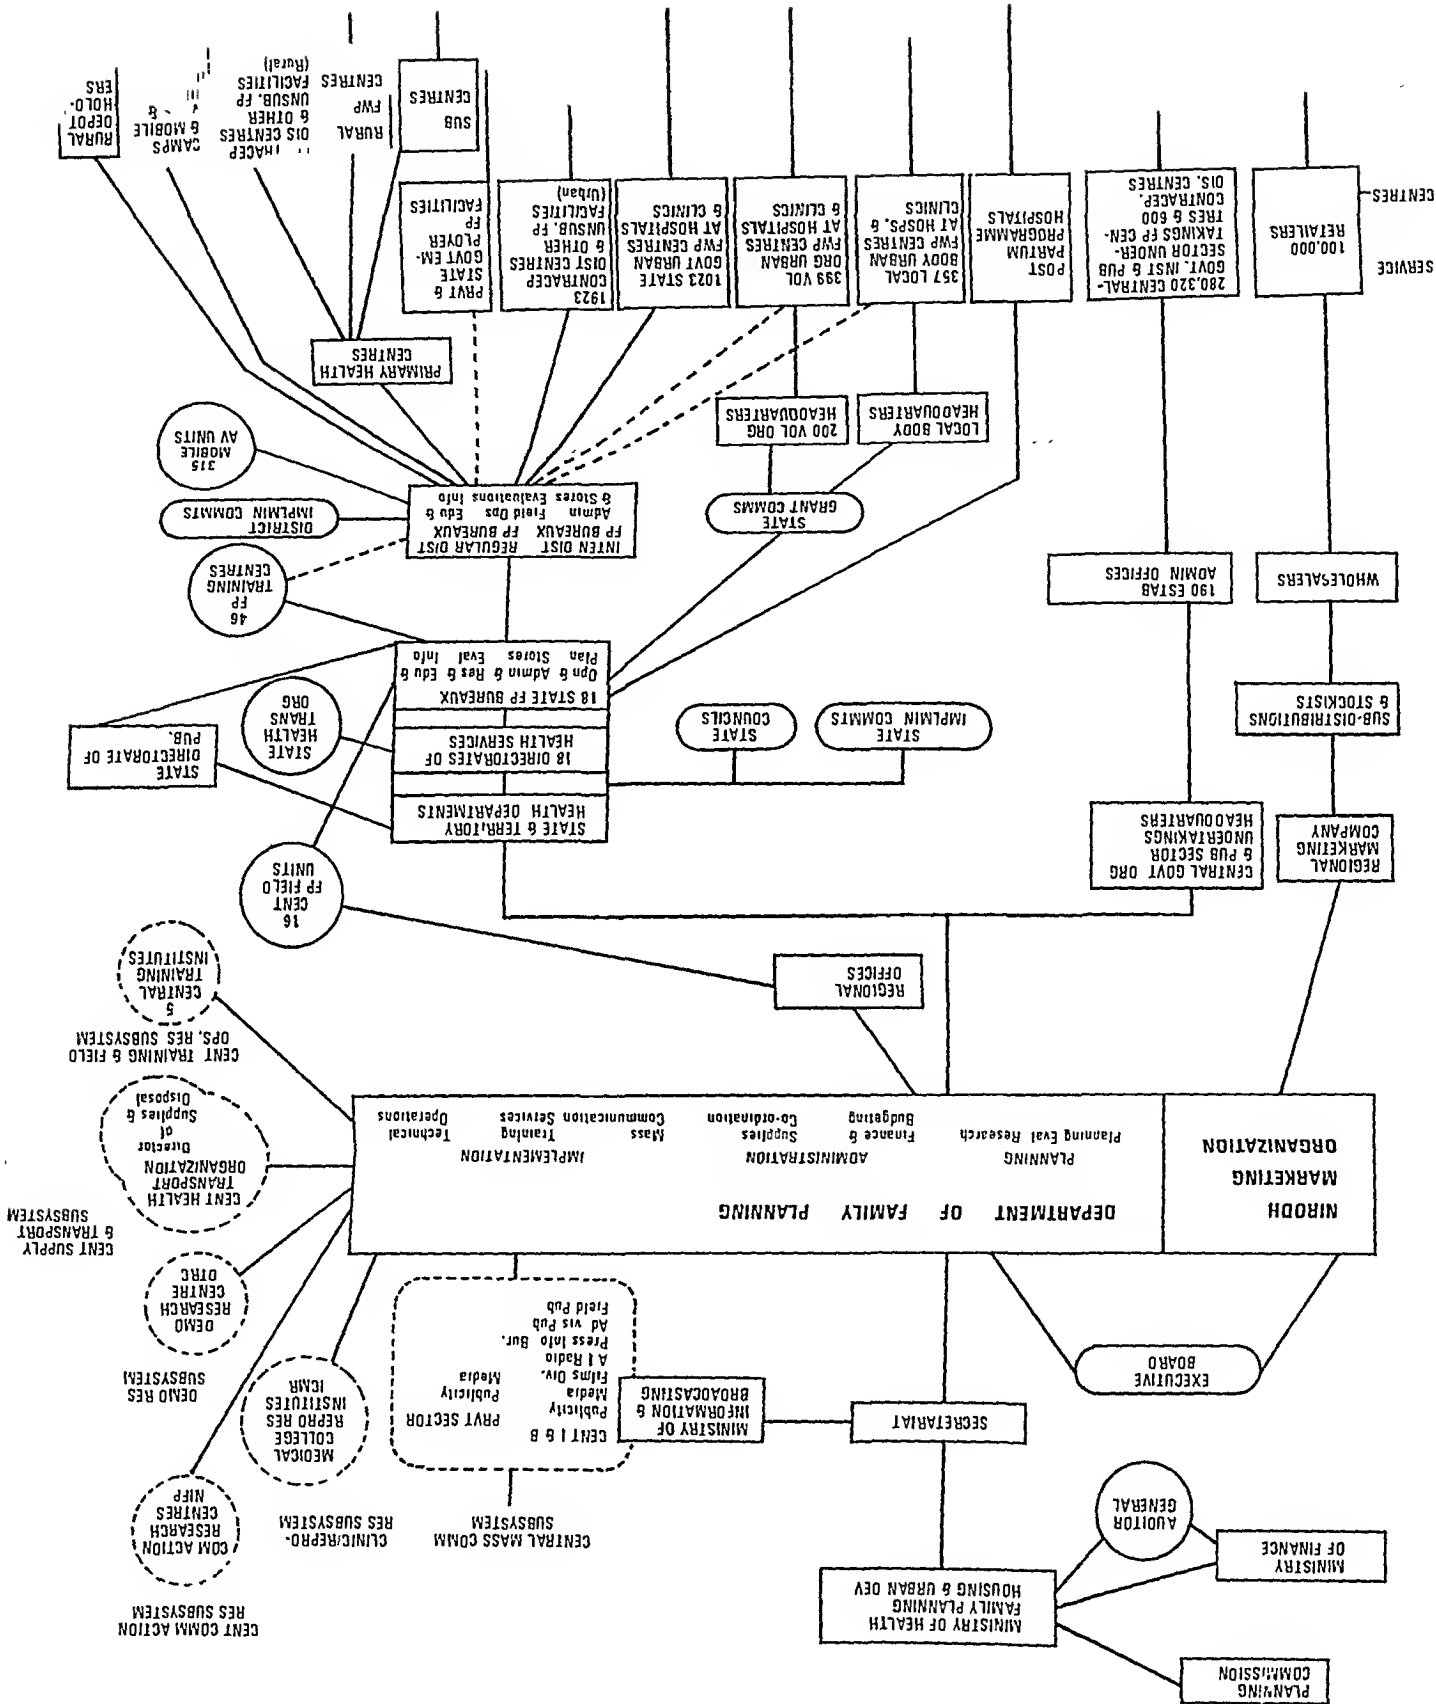 PLANNING
COMMISSION
MINISTRY OF HEALTH
FAMILY PLANNING
HOUSING & URBAN DEV
CENT COMM ACTION
RES SUBSYSTEM
MINISTRY
OF FINANCE
AUDITOR
GENERAL
CENTRAL MASS COMM
SUBSYSTEM
CLINIC/REPRO-
RES SUBSYSTEM
COM ACTION
RESEARCH
CENTRES
NIFP
SECRETARIAT
MINISTRY OF
INFORMATION &
BROADCASTING
CENT I & B
Publicity
Media
Films Div.
A I Radio
Press Info Bur.
Ad vis Pub
Field Pub
PRVT SECTOR
Publicity
Media
MEDICAL
COLLEGE
REPRO RES
INSTITUTES
ICMR
EXECUTIVE
BOARD
DEMO RES
SUBSYSTEM
DEMO
RESEARCH
CENTRE
DTRC
CENT SUPPLY
& TRANSPORT
SUBSYSTEM
NIRODH
MARKETING
ORGANIZATION
DEPARTMENT OF FAMILY PLANNING
PLANNING
Planning Eval Research
ADMINISTRATION
Finance &
Budgeting
Supplies
Co-ordination
IMPLEMENTATION
Mass
Communication
Training
Services
Technical
Operations
CENT HEALTH
TRANSPORT
ORGANIZATION
Director
of
Supplies &
Disposal
CENT TRAINING & FIELD
OPS. RES SUBSYSTEM
5
CENTRAL
TRAINING
INSTITUTES
REGIONAL
OFFICES
16
CENT
FP FIELD
UNITS
REGIONAL
MARKETING
COMPANY
CENTRAL GOVT ORG
& PUB SECTOR
UNDERTAKINGS
HEADQUARTERS
STATE & TERRITORY
HEALTH DEPARTMENTS
18 DIRECTORATES OF
HEALTH SERVICES
18 STATE FP BUREAUX
Opn & Admin & Res & Edu &
Plan Stores Eval Info
STATE
DIRECTORATE OF
PUB.
STATE
HEALTH
TRANS
ORG
SUB-DISTRIBUTIONS
& STOCKISTS
STATE
IMPLMIN COMMTS
STATE
COUNCILS
46
FP
TRAINING
CENTRES
WHOLESALERS
190 ESTAB
ADMIN OFFICES
INTEN DIST REGULAR DIST
FP BUREAUX FP BUREAUX
Admin Field Ops Edu &
& Stores Evaluations Info
DISTRICT
IMPLMIN COMMTS
STATE
GRANT COMMS
315
MOBILE
AV UNITS
LOCAL BODY
HEADQUARTERS
200 VOL ORG
HEADQUARTERS
PRIMARY HEALTH
CENTRES
SERVICE
CENTRES
100,000
RETAILERS
280,320 CENTRAL-
GOVT. INST & PUB
SECTOR UNDER-
TAKINGS FP CEN-
TRES & 600
CONTRACEP.
DIS. CENTRES
POST
PARTUM
PROGRAMME
HOSPITALS
357 LOCAL
BODY URBAN
FWP CENTRES
AT HOSPS. &
CLINICS
399 VOL
ORG URBAN
FWP CENTRES
AT HOSPITALS
& CLINICS
1023 STATE
GOVT URBAN
FWP CENTRES
AT HOSPITALS
& CLINICS
1923
CONTRACEP
DIST CENTRES
& OTHER
UNSUB. FP
FACILITIES
(Urban)
PRVT &
STATE
GOVT EM-
PLOYER
FP
FACILITIES
SUB
CENTRES
RURAL
FWP
CENTRES
TRACEP
DIS CENTRES
& OTHER
UNSUB. FP
FACILITIES
(Rural)
CAMPS
& MOBILE
&
RURAL
DEPOT
HOLD-
ERS